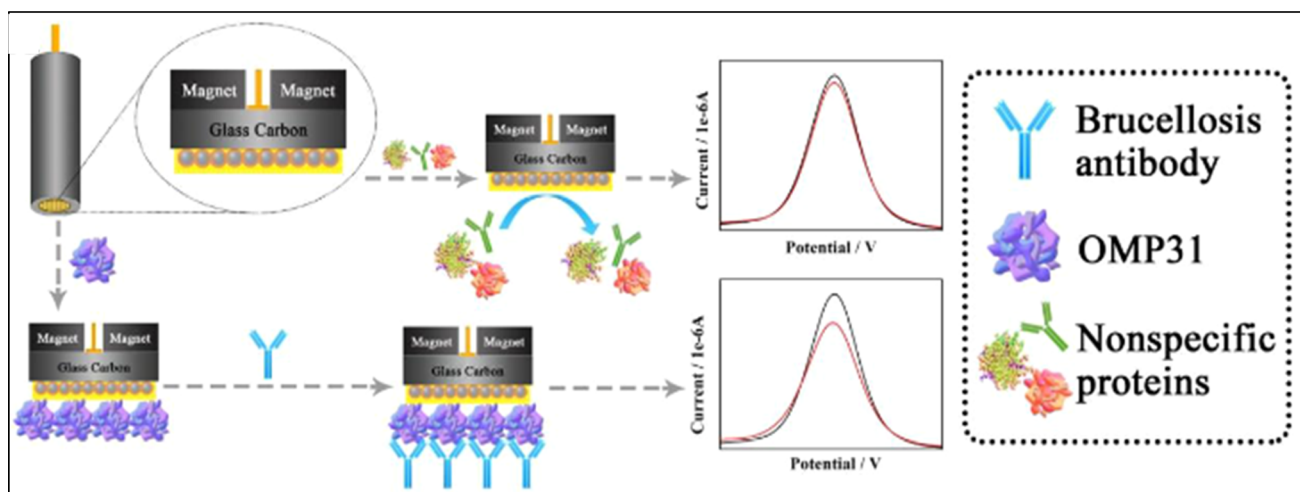 Magnet Magnet
Glass Carbon
Magnet Magnet
Glass Carbon
Current / 1e-6A
Potential / V
Brucellosis
antibody
OMP31
Nonspecific
proteins
Magnet Magnet
Glass Carbon
Magnet Magnet
Glass Carbon
Current / 1e-6A
Potential / V